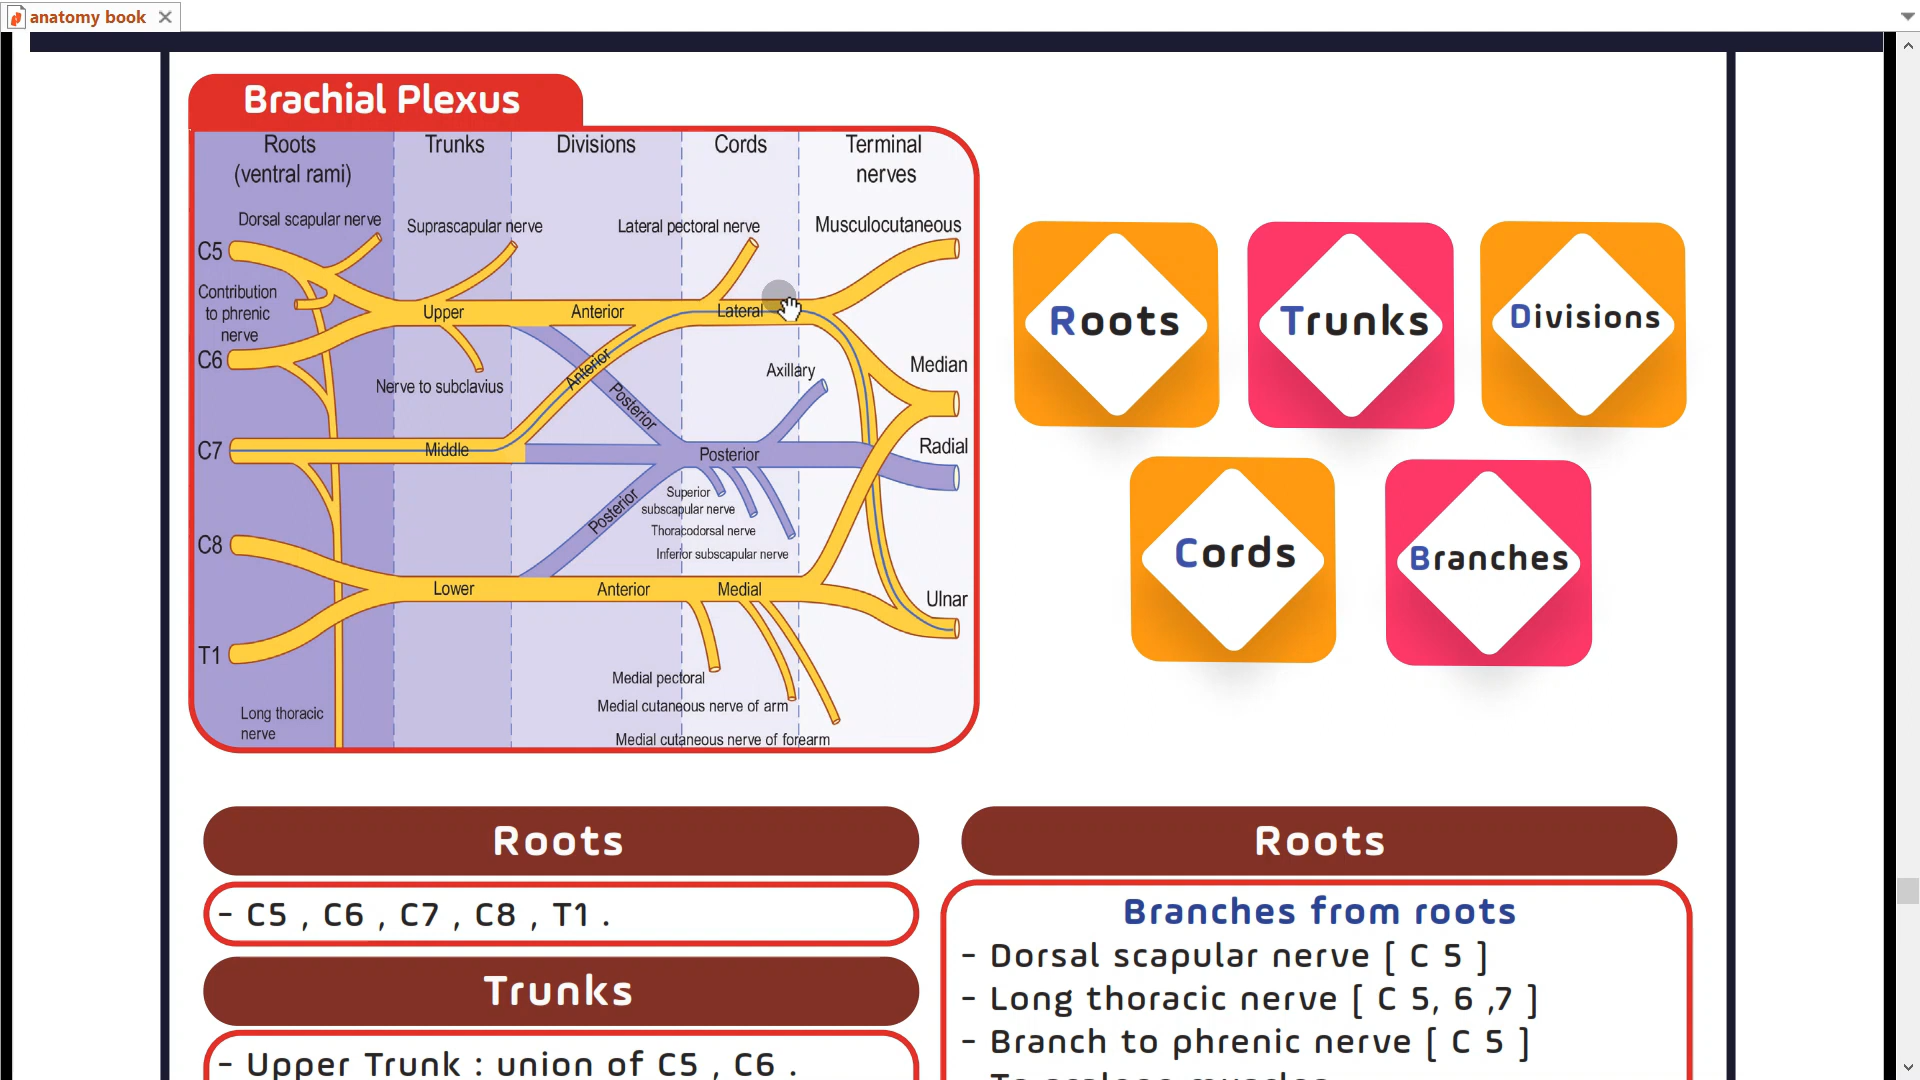 anatomy book
Brachial Plexus
Roots
(ventral rami)
Trunks
Divisions
Cords
Terminal
nerves
Dorsal scapular nerve
Suprascapular nerve
Lateral pectoral nerve
Musculocutaneous
C5
Contribution
to phrenic
nerve
Upper
Anterior
Lateral
C6
Nerve to subclavius
Anterior
Posterior
Axillary
Median
C7
Middle
Posterior
Radial
Superior
subscapular nerve
Thoracodorsal nerve
Inferior subscapular nerve
Posterior
C8
Lower
Anterior
Medial
Ulnar
T1
Medial pectoral
Medial cutaneous nerve of arm
Medial cutaneous nerve of forearm
Long thoracic
nerve
Roots
Trunks
Divisions
Cords
Branches
Roots
- C5 , C6 , C7 , C8 , T1 .
Trunks
- Upper Trunk : union of C5 , C6 .
Roots
Branches from roots
- Dorsal scapular nerve [ C 5 ]
- Long thoracic nerve [ C 5, 6 ,7 ]
- Branch to phrenic nerve [ C 5 ]